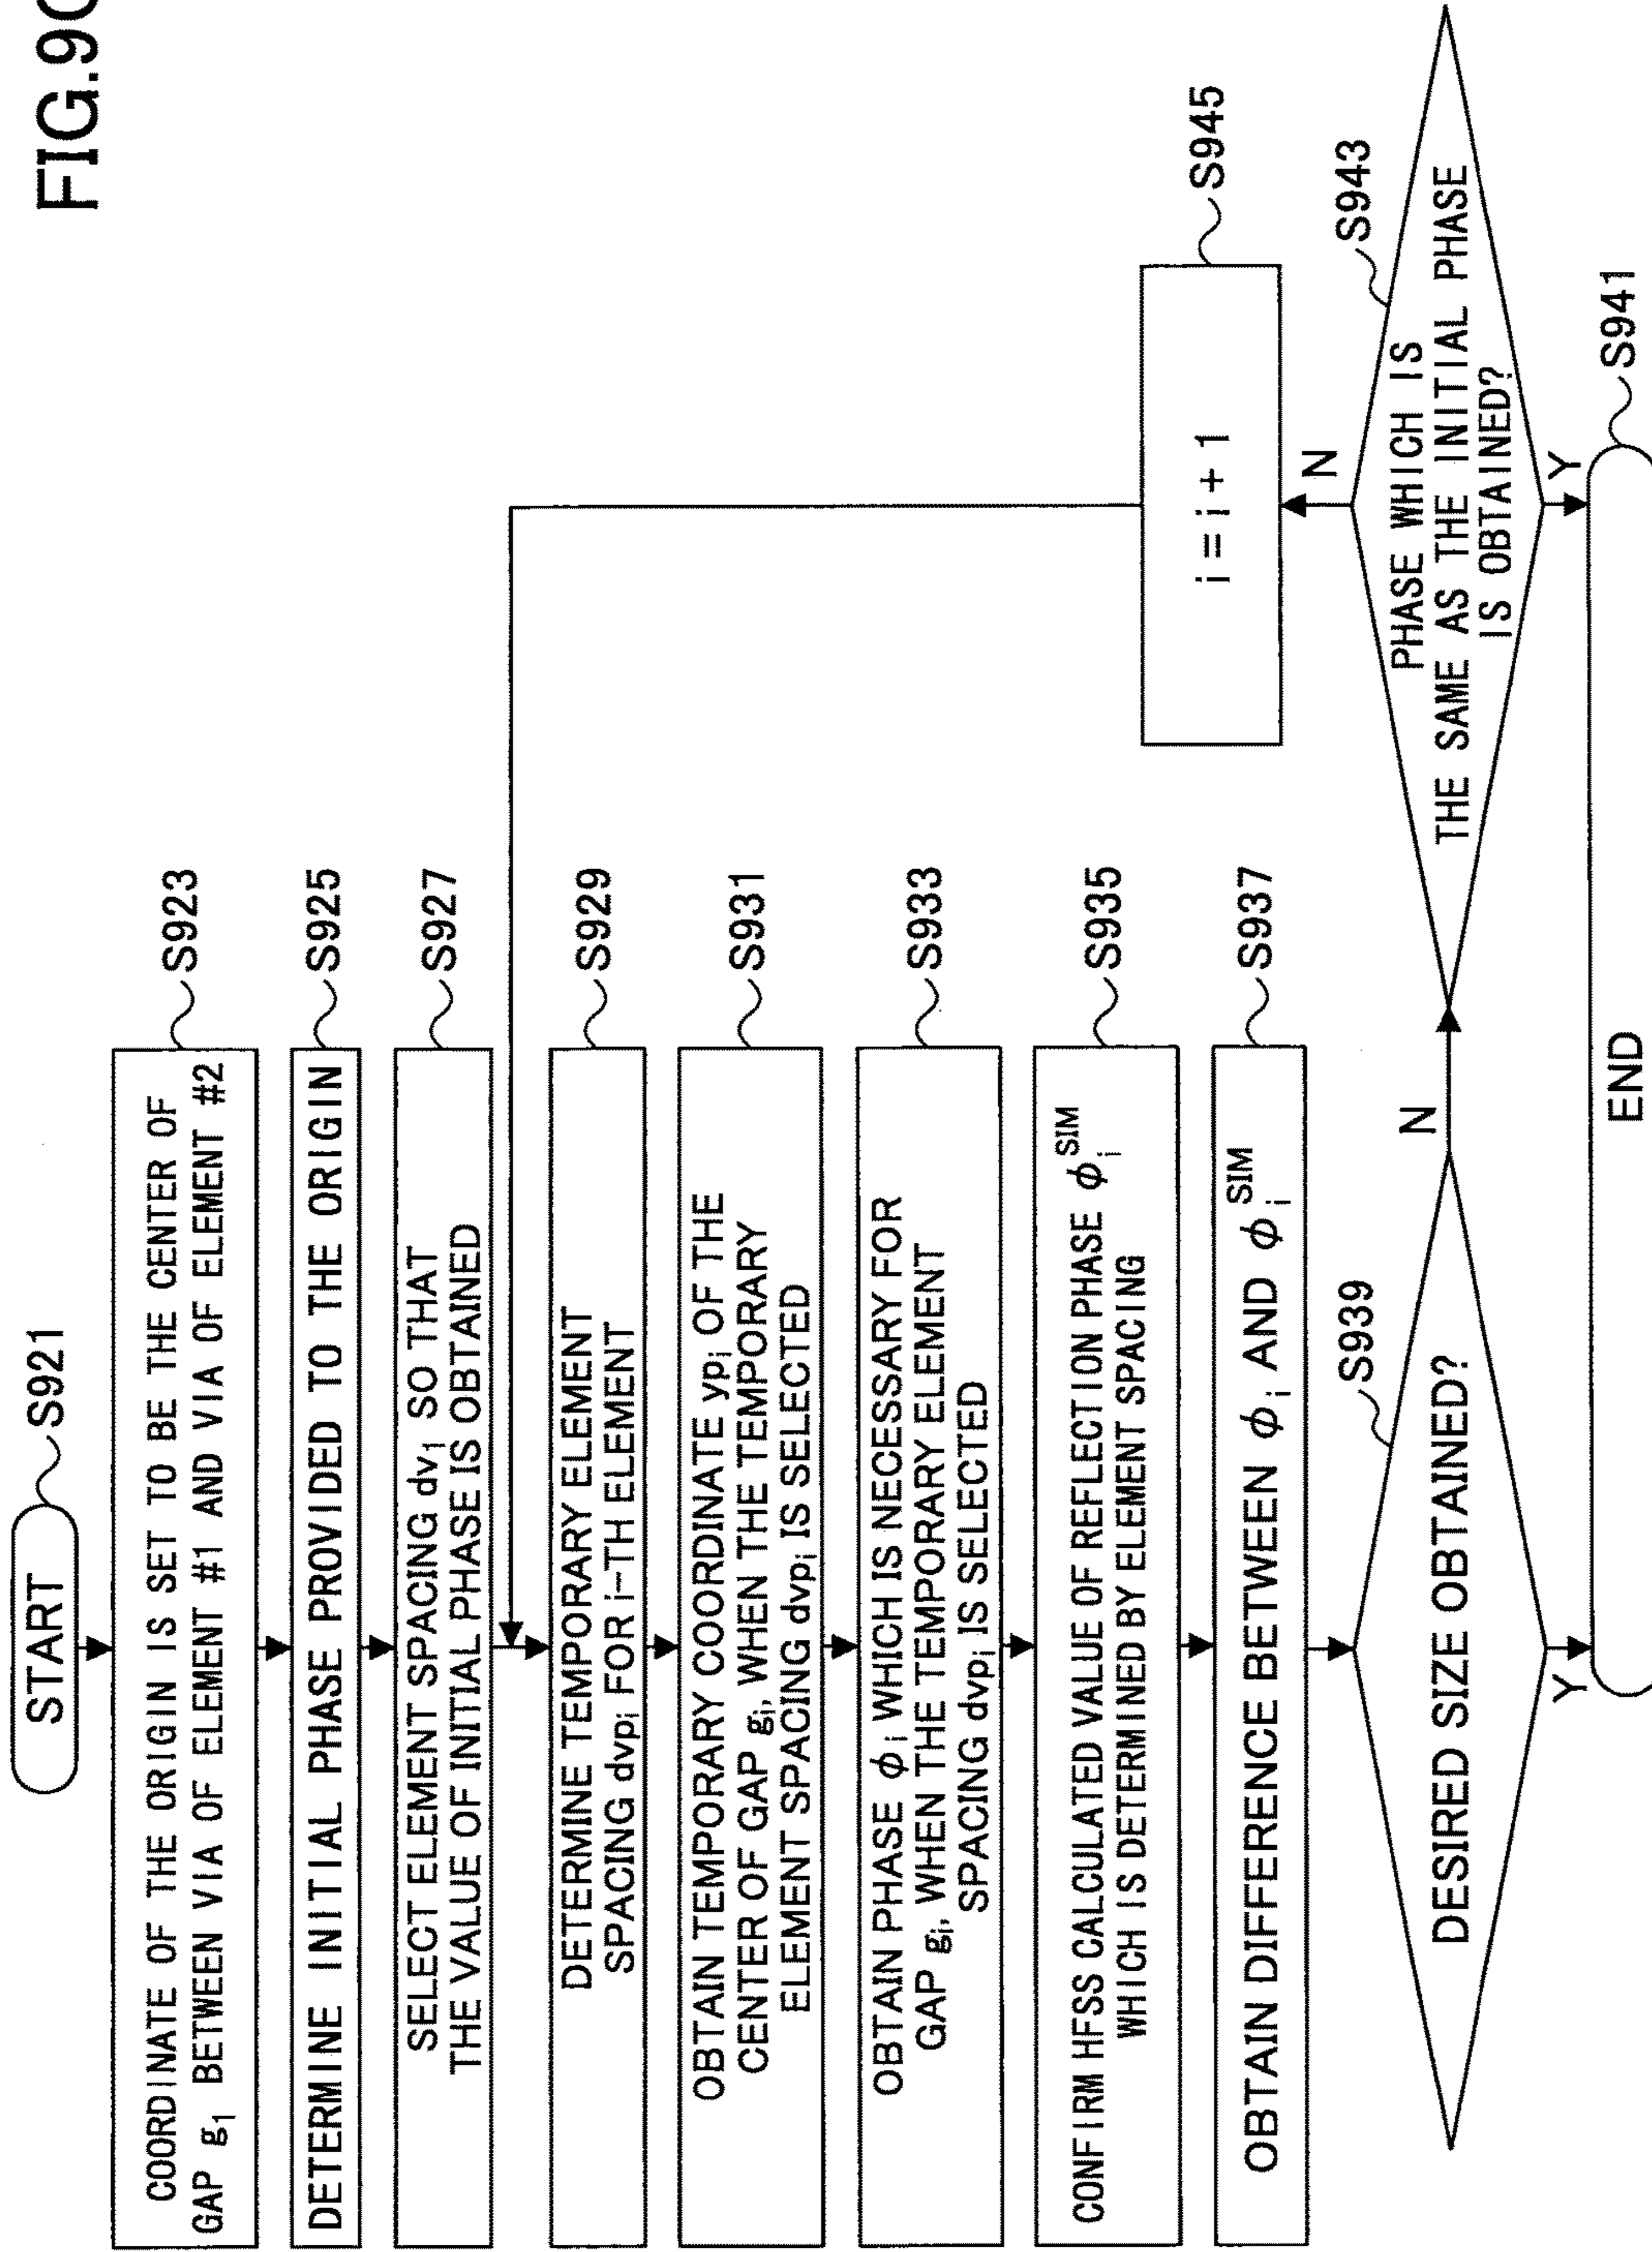 FIG.9C
START
S921
COORDINATE OF THE ORIGIN IS SET TO BE THE CENTER OF
GAP g₁ BETWEEN VIA OF ELEMENT #1 AND VIA OF ELEMENT #2
S923
DETERMINE INITIAL PHASE PROVIDED TO THE ORIGIN
S925
SELECT ELEMENT SPACING dv₁ SO THAT
THE VALUE OF INITIAL PHASE IS OBTAINED
S927
DETERMINE TEMPORARY ELEMENT
SPACING dvpᵢ FOR i-TH ELEMENT
S929
OBTAIN TEMPORARY COORDINATE ypᵢ OF THE
CENTER OF GAP gᵢ, WHEN THE TEMPORARY
ELEMENT SPACING dvpᵢ IS SELECTED
S931
OBTAIN PHASE ϕᵢ WHICH IS NECESSARY FOR
GAP gᵢ, WHEN THE TEMPORARY ELEMENT
SPACING dvpᵢ IS SELECTED
S933
CONFIRM HFSS CALCULATED VALUE OF REFLECTION PHASE ϕᵢ^SIM
WHICH IS DETERMINED BY ELEMENT SPACING
S935
OBTAIN DIFFERENCE BETWEEN ϕᵢ AND ϕᵢ^SIM
S937
DESIRED SIZE OBTAINED?
S939
N
Y
PHASE WHICH IS
THE SAME AS THE INITIAL PHASE
IS OBTAINED?
S943
N
Y
i = i + 1
S945
END
S941